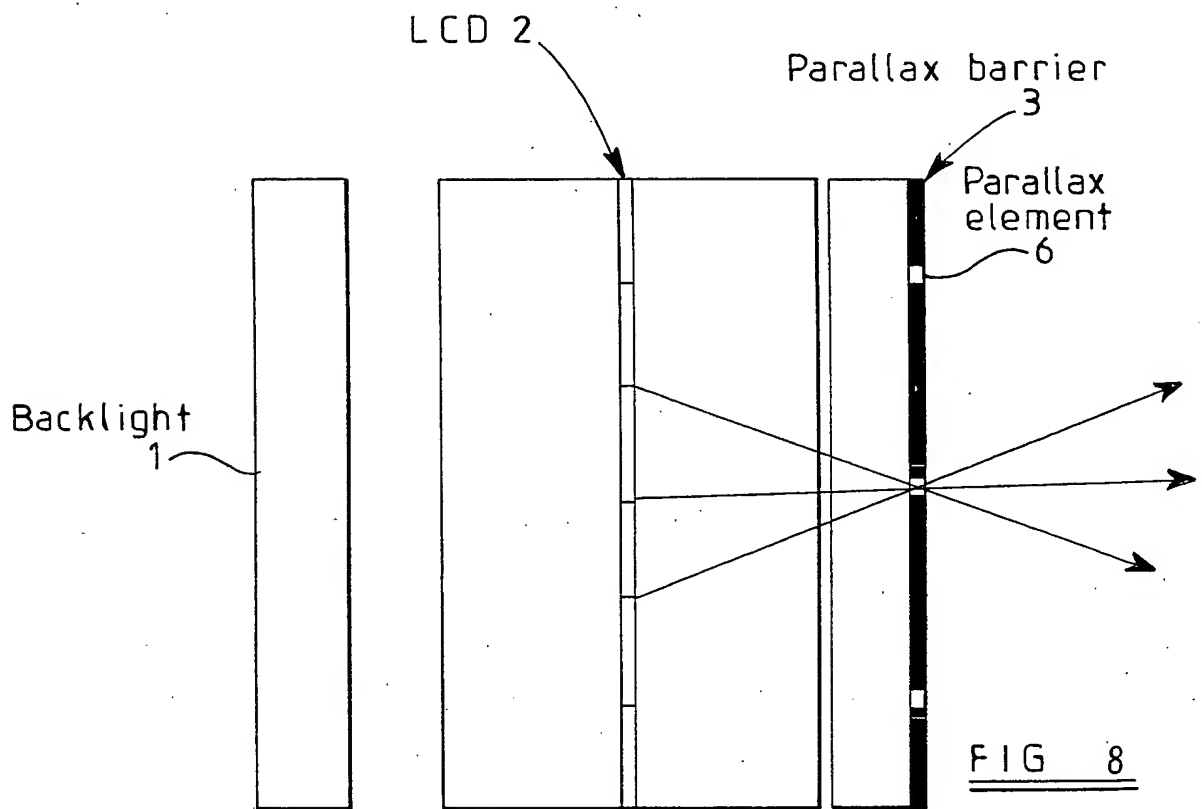 LCD 2
Parallax barrier
3
Parallax
element
6
Backlight
1
FIG 8